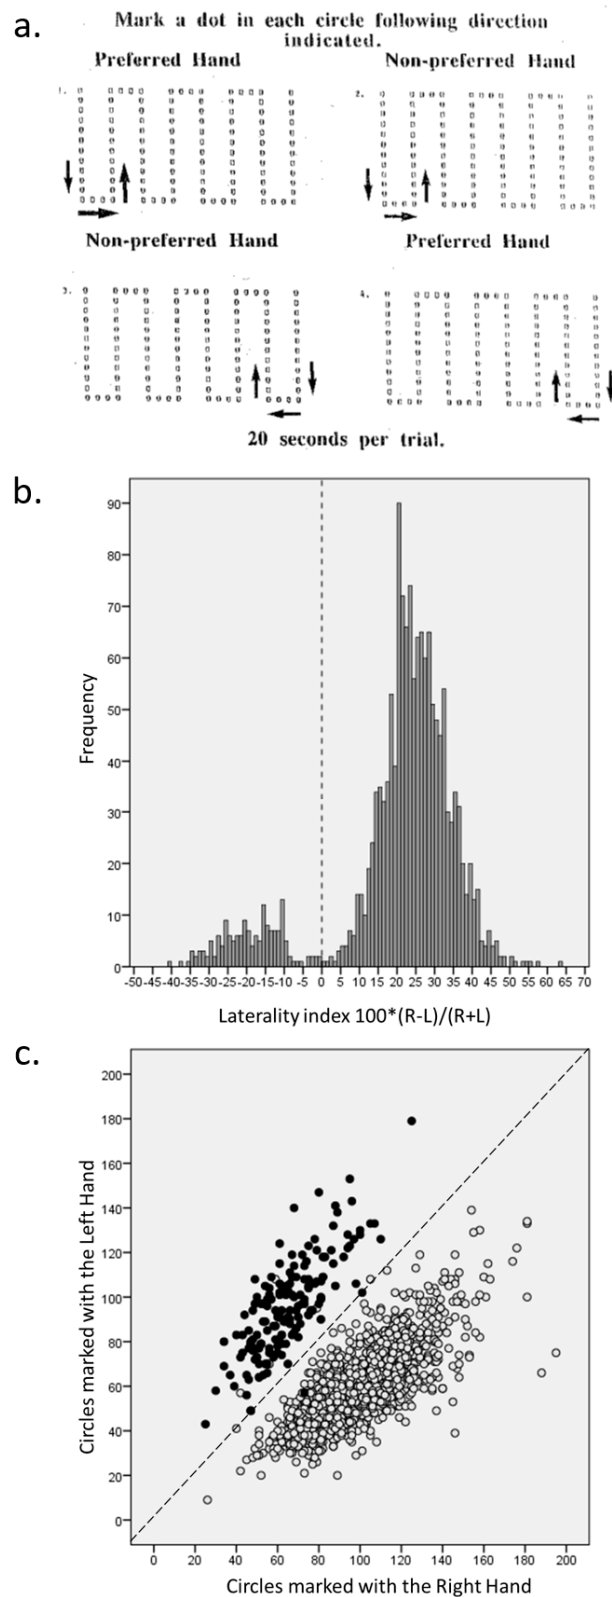 a.
Mark a dot in each circle following direction
indicated.
Preferred Hand
Non-preferred Hand
1.
2.
Non-preferred Hand
Preferred Hand
3.
4.
20 seconds per trial.
b.
Frequency
90
80
70
60
50
40
30
20
10
0
-50 -45 -40 -35 -30 -25 -20 -15 -10 -5 0 5 10 15 20 25 30 35 40 45 50 55 60 65 70
Laterality index 100*(R-L)/(R+L)
c.
Circles marked with the Left Hand
200
180
160
140
120
100
80
60
40
20
0
0 20 40 60 80 100 120 140 160 180 200
Circles marked with the Right Hand